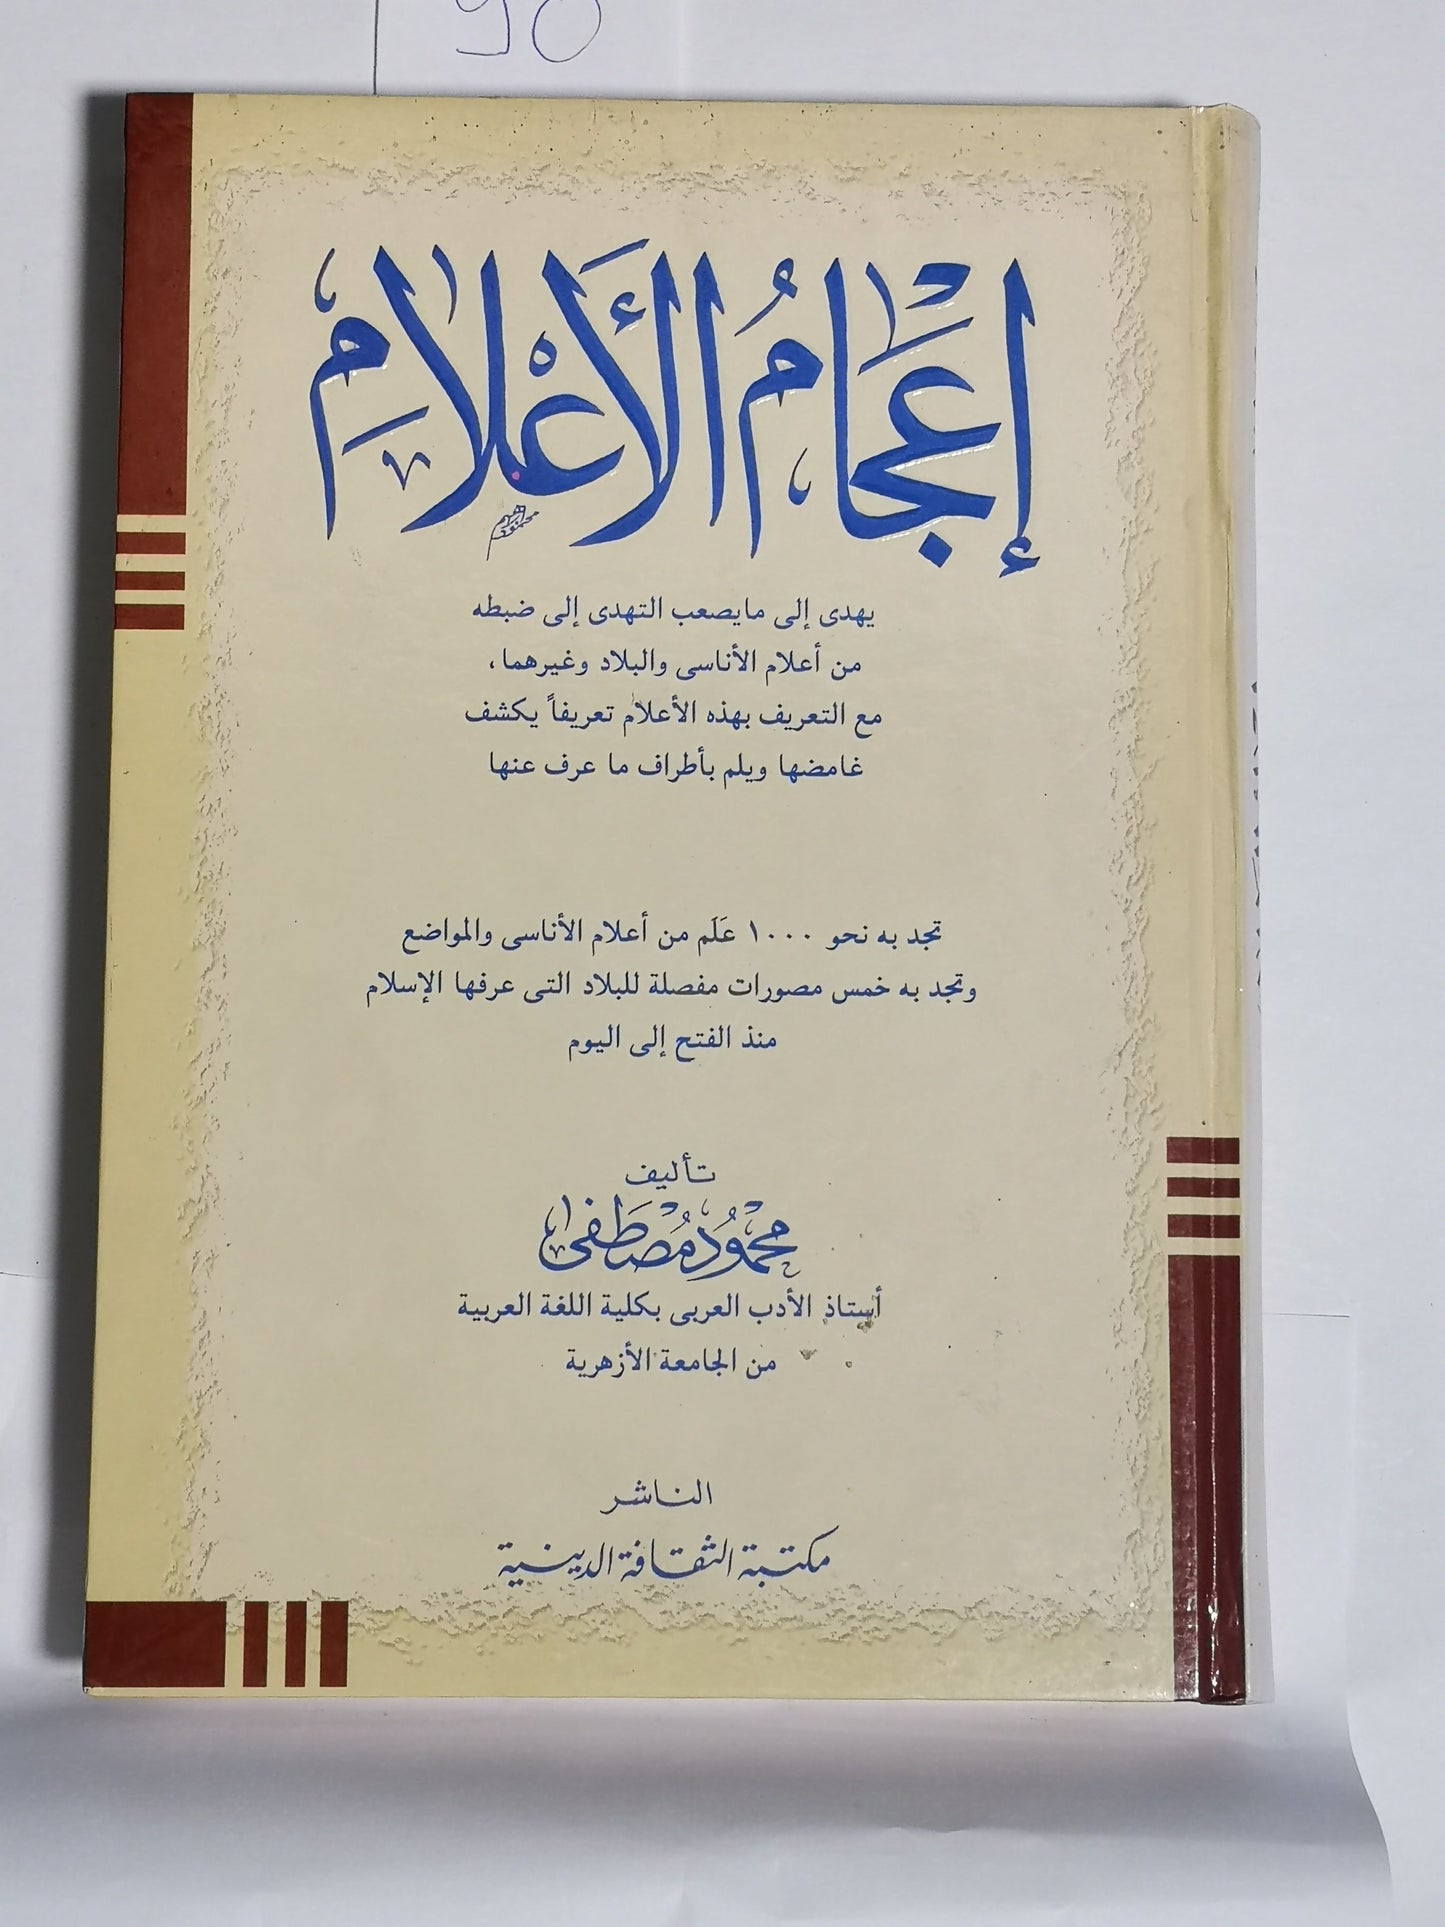 90
إعجام الأعلام
يهدى إلى مايصعب التهدى إلى ضبطه
من أعلام الأناسى والبلاد وغيرهما،
مع التعريف بهذه الأعلام تعريفاً يكشف
غامضها ويلم بأطراف ما عرف عنها
تجد به نحو ١٠٠٠ عَلَم من أعلام الأناسى والمواضع
وتجد به خمس مصورات مفصلة للبلاد التى عرفها الإسلام
منذ الفتح إلى اليوم
تأليف
محمود مصطفى
أستاذ الأدب العربى بكلية اللغة العربية
من الجامعة الأزهرية
الناشر
مكتبة الثقافة الدينية